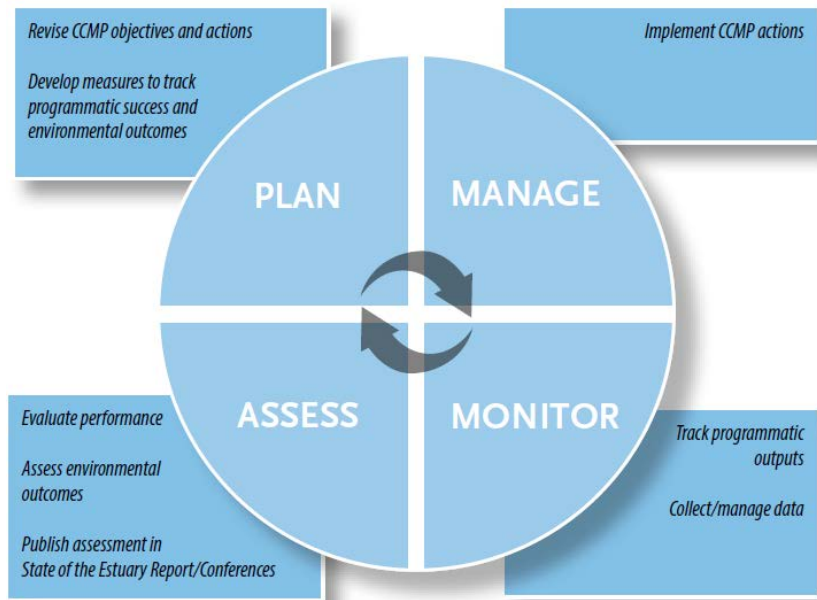 Revise CCMP objectives and actions
Develop measures to track
programmatic success and
environmental outcomes
Implement CCMP actions
PLAN
MANAGE
ASSESS
MONITOR
Evaluate performance
Assess environmental
outcomes
Publish assessment in
State of the Estuary Report/Conferences
Track programmatic
outputs
Collect/manage data